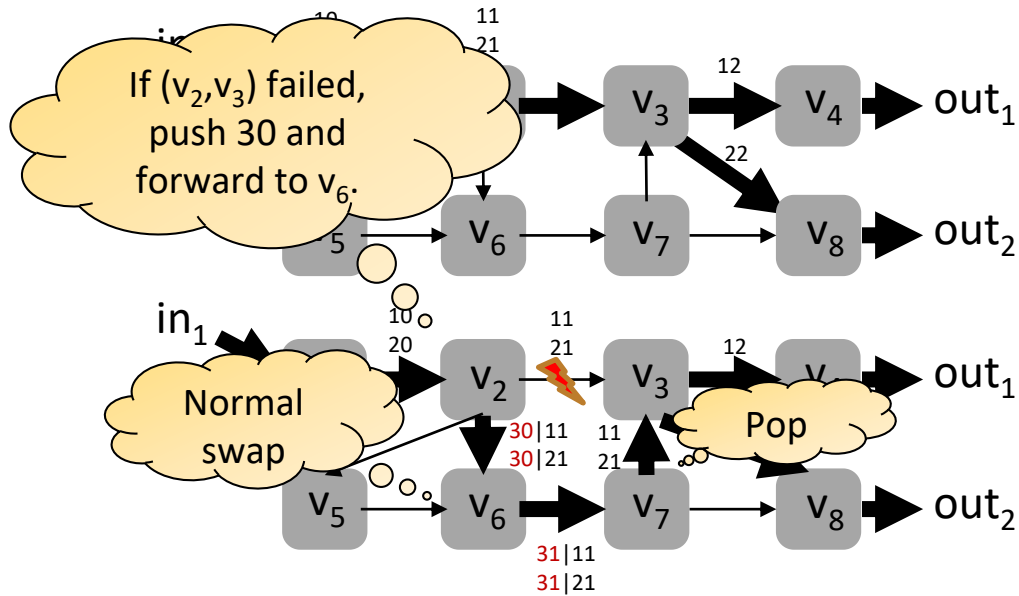 11
21
in
If (v2,v3) failed,
push 30 and
forward to v6.
v3
12
v4
out1
22
5
v6
v7
v8
out2
in1
10
20
11
21
12
v2
v3
out1
Normal
swap
Pop
30|11
30|21
11
21
v5
v6
v7
v8
out2
31|11
31|21